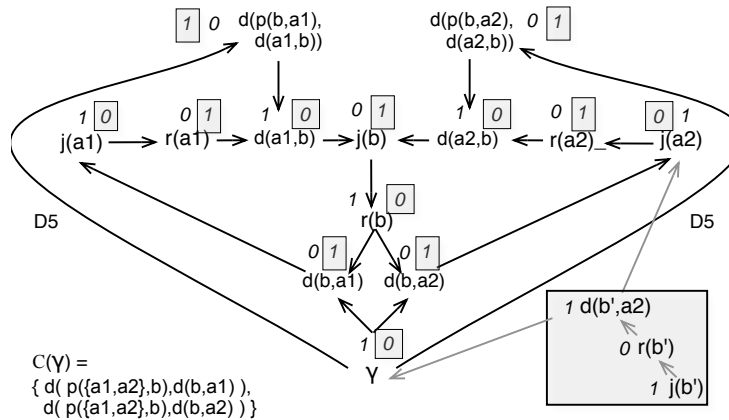 1 0 d(p(b,a1), d(p(b,a2), 0 1
d(a1,b)) d(a2,b))
1 0 0 1 1 0 0 1 1 0 0 1 0 1
j(a1) r(a1) d(a1,b) j(b) d(a2,b) r(a2)_ j(a2)
1 0
r(b)
D5 D5
0 1 0 1
d(b,a1) d(b,a2)
1 d(b',a2)
1 0
0 r(b')
γ
1 j(b')
C(γ) =
{ d( p({a1,a2},b),d(b,a1) ),
d( p({a1,a2},b),d(b,a2) ) }